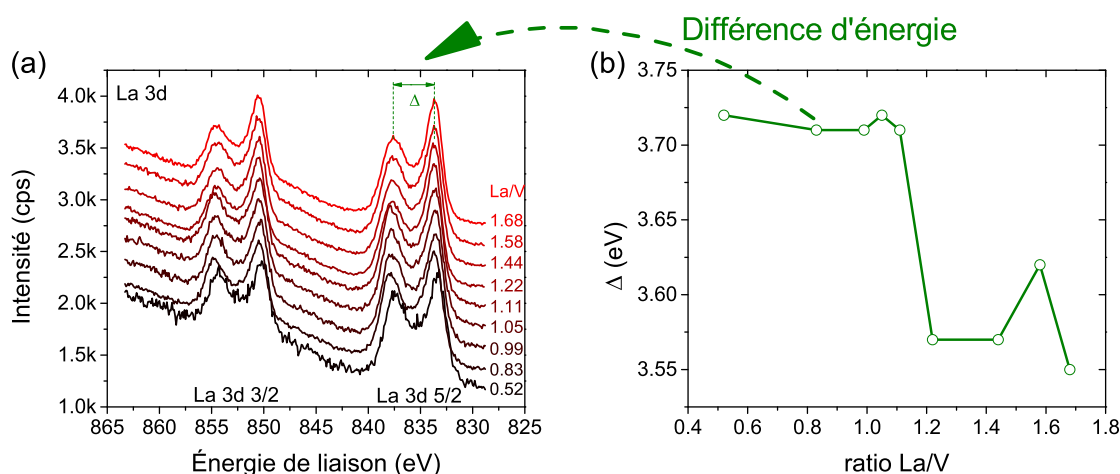 Différence d'énergie
(a)
La 3d
Δ
4.0k
3.5k
3.0k
2.5k
2.0k
1.5k
1.0k
Intensité (cps)
La/V
1.68
1.58
1.44
1.22
1.11
1.05
0.99
0.83
0.52
La 3d 3/2
La 3d 5/2
865 860 855 850 845 840 835 830 825
Énergie de liaison (eV)
(b)
3.75
3.70
3.65
3.60
3.55
Δ (eV)
0.4 0.6 0.8 1.0 1.2 1.4 1.6 1.8
ratio La/V